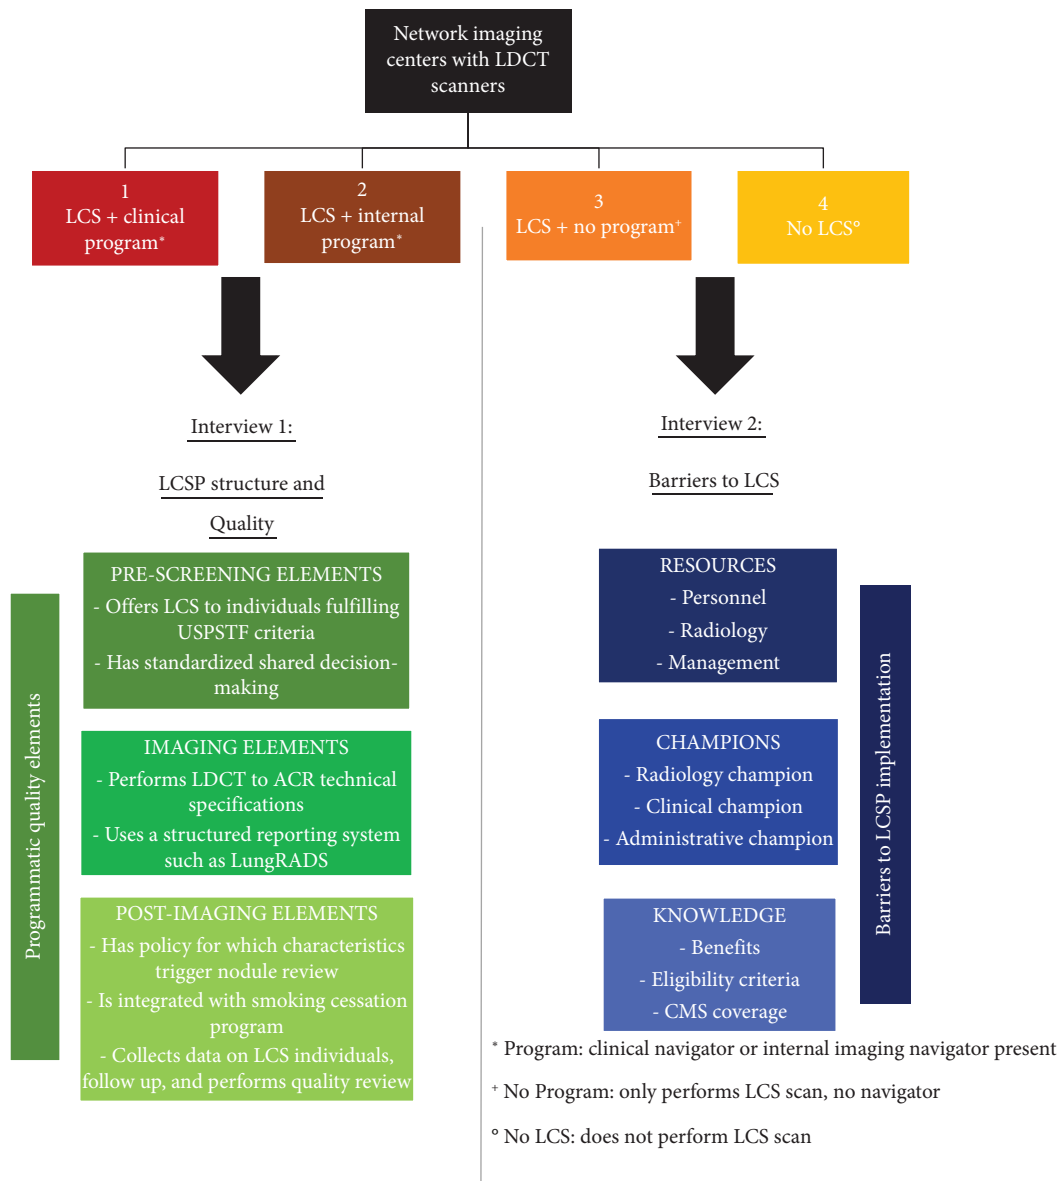 Network imaging
centers with LDCT
scanners
1
LCS + clinical
program*
2
LCS + internal
program*
3
LCS + no program+
4
No LCS°
Interview 1:
LCSP structure and
Quality
Programmatic quality elements
PRE-SCREENING ELEMENTS
- Offers LCS to individuals fulfilling
USPSTF criteria
- Has standardized shared decision-
making
IMAGING ELEMENTS
- Performs LDCT to ACR technical
specifications
- Uses a structured reporting system
such as LungRADS
POST-IMAGING ELEMENTS
- Has policy for which characteristics
trigger nodule review
- Is integrated with smoking cessation
program
- Collects data on LCS individuals,
follow up, and performs quality review
Interview 2:
Barriers to LCS
RESOURCES
- Personnel
- Radiology
- Management
CHAMPIONS
- Radiology champion
- Clinical champion
- Administrative champion
KNOWLEDGE
- Benefits
- Eligibility criteria
- CMS coverage
Barriers to LCSP implementation
* Program: clinical navigator or internal imaging navigator present
+ No Program: only performs LCS scan, no navigator
° No LCS: does not perform LCS scan